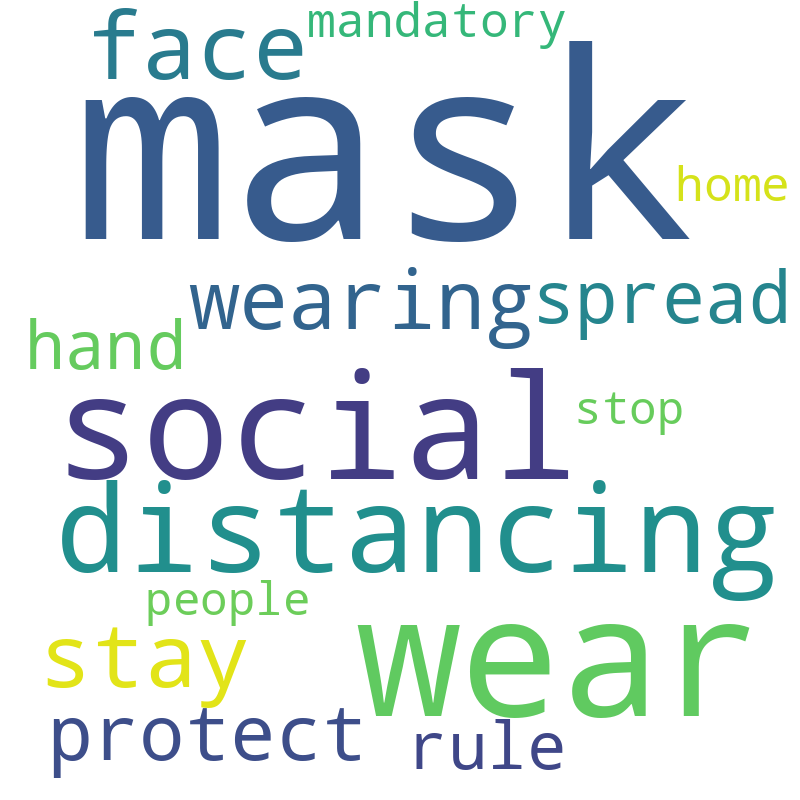 mandatory
face
mask
home
wearing
spread
hand
social
stop
distancing
people
wear
stay
protect
rule